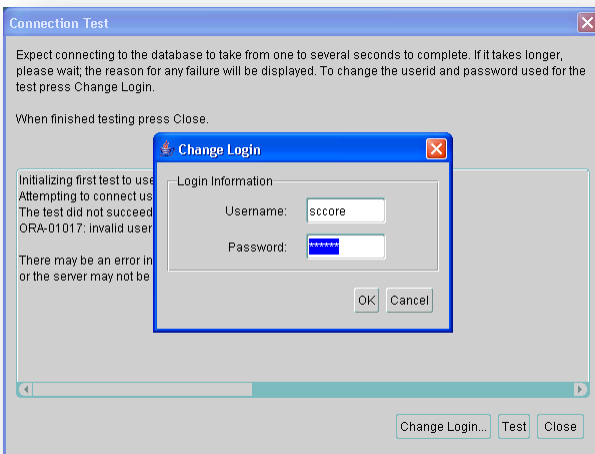 Connection Test
Expect connecting to the database to take from one to several seconds to complete. If it takes longer,
please wait; the reason for any failure will be displayed. To change the userid and password used for the
test press Change Login.
When finished testing press Close.
Change Login
Initializing first test to use
Attempting to connect us
The test did not succeed
ORA-01017: invalid user
There may be an error in
or the server may not be
Login Information
Username: sccore
Password: ******
OK Cancel
Change Login... Test Close